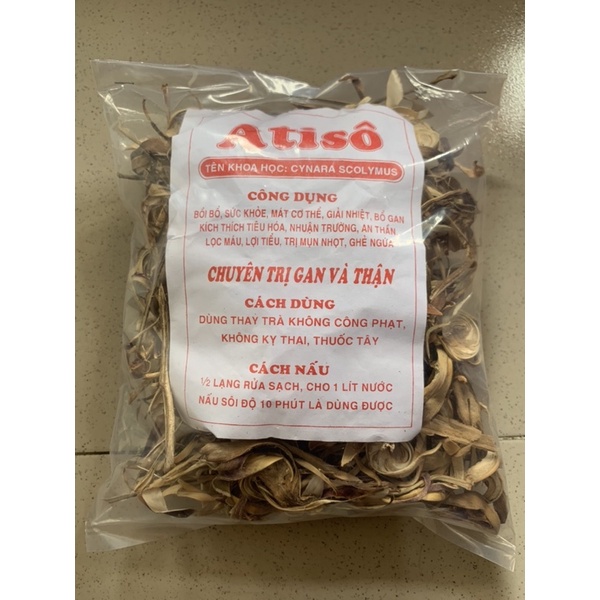 Atisô
TÊN KHOA HỌC: CYNARA SCOLYMUS
CÔNG DỤNG
BỒI BỔ, SỨC KHỎE, MÁT CƠ THỂ, GIẢI NHIỆT, BỔ GAN
KÍCH THÍCH TIÊU HÓA, NHUẬN TRƯỜNG, AN THẦN
LỌC MÁU, LỢI TIỂU, TRỊ MỤN NHỌT, GHẺ NGỨA
CHUYÊN TRỊ GAN VÀ THẬN
CÁCH DÙNG
DÙNG THAY TRÀ KHÔNG CÔNG PHẠT,
KHÔNG KỴ THAI, THUỐC TÂY
CÁCH NẤU
½ LẠNG RỬA SẠCH, CHO 1 LÍT NƯỚC
NẤU SÔI ĐỘ 10 PHÚT LÀ DÙNG ĐƯỢC